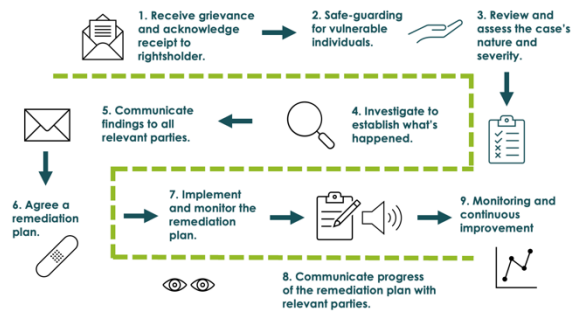 1. Receive grievance
and acknowledge
receipt to
rightsholder.
2. Safe-guarding
for vulnerable
individuals.
3. Review and
assess the case's
nature and
severity.
4. Investigate to
establish what's
happened.
5. Communicate
findings to all
relevant parties.
6. Agree a
remediation
plan.
7. Implement
and monitor the
remediation
plan.
8. Communicate progress
of the remediation plan with
relevant parties.
9. Monitoring and
continuous
improvement